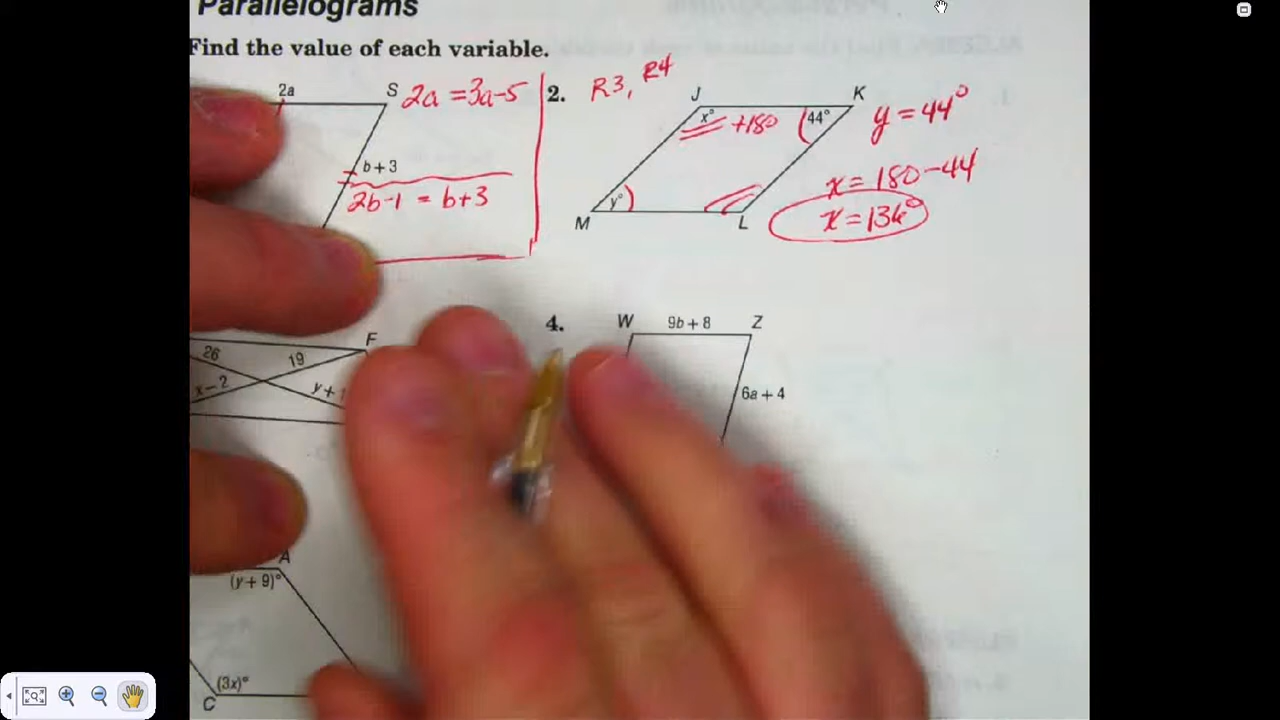 Parallelograms
Find the value of each variable.
2a
S
2a = 3a-5
b + 3
2b-1 = b+3
2.
R3, R4
J
K
x°
+180
44°
y = 44°
x = 180-44
x = 136°
y°
M
L
F
26
19
x - 2
4.
W
9b + 8
Z
6a + 4
A
(y + 9)°
(3x)°
C